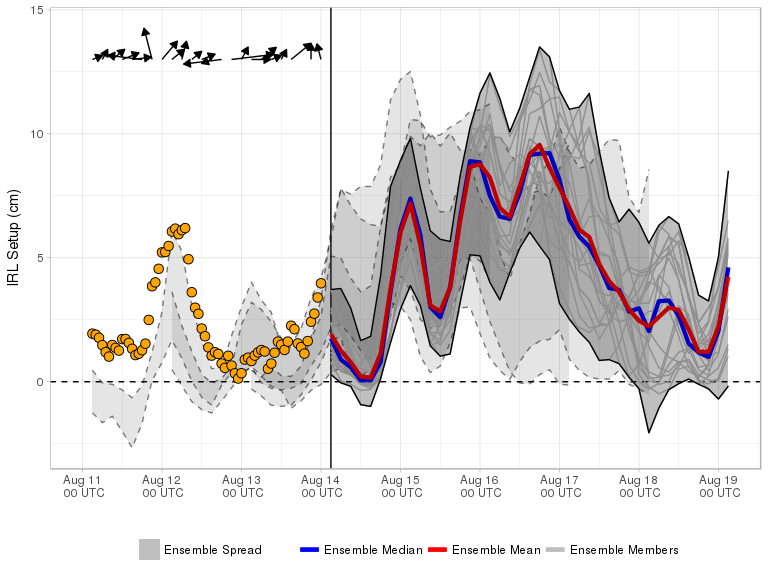 15
10
5
0
IRL Setup (cm)
Aug 11 Aug 12 Aug 13 Aug 14 Aug 15 Aug 16 Aug 17 Aug 18 Aug 19
00 UTC 00 UTC 00 UTC 00 UTC 00 UTC 00 UTC 00 UTC 00 UTC 00 UTC
Ensemble Spread Ensemble Median Ensemble Mean Ensemble Members